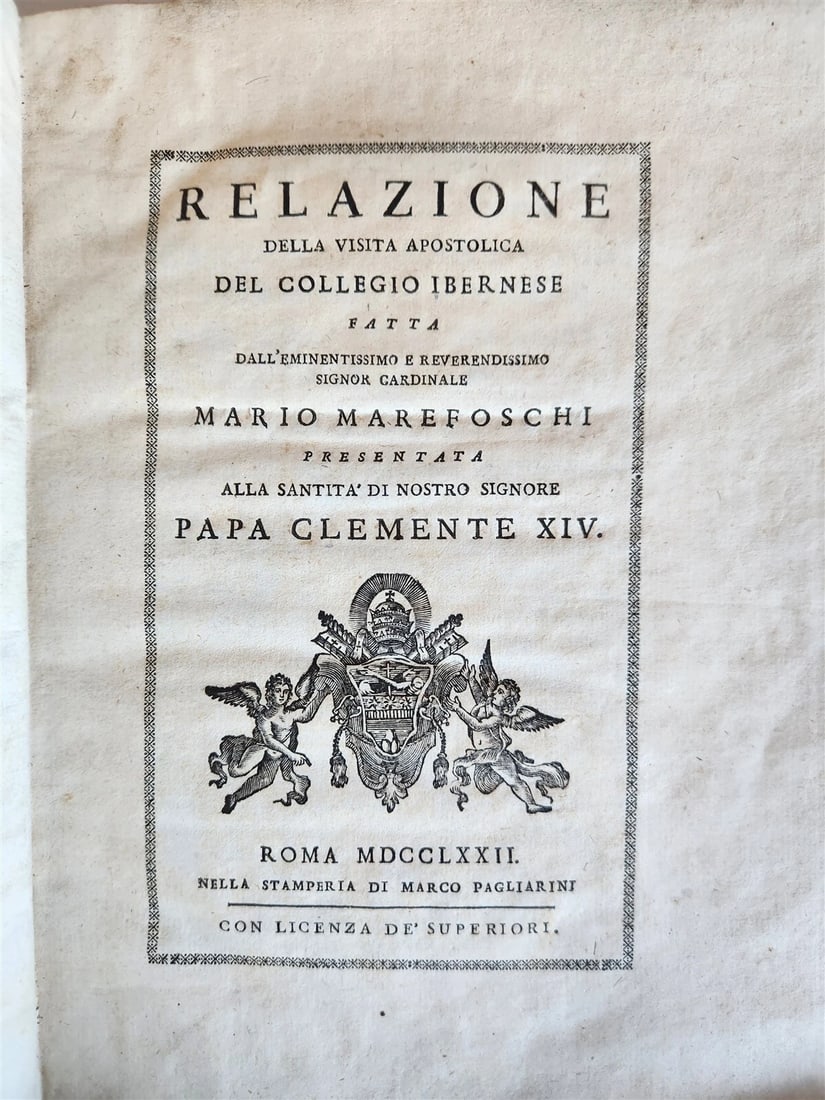 RELAZIONE
DELLA VISITA APOSTOLICA
DEL COLLEGIO IBERNESE
FATTA
DALL'EMINENTISSIMO E REVERENDISSIMO
SIGNOR CARDINALE
MARIO MAREFOSCHI
PRESENTATA
ALLA SANTITA' DI NOSTRO SIGNORE
PAPA CLEMENTE XIV.
ROMA MDCCLXXII.
NELLA STAMPERIA DI MARCO PAGLIARINI
CON LICENZA DE' SUPERIORI.